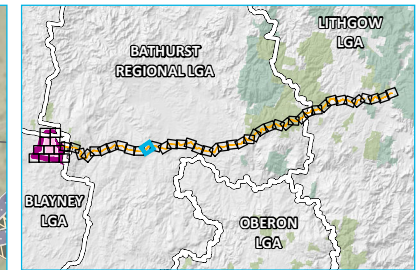 LITHGOW
LGA
BATHURST
REGIONAL LGA
BLAYNEY
LGA
OBERON
LGA